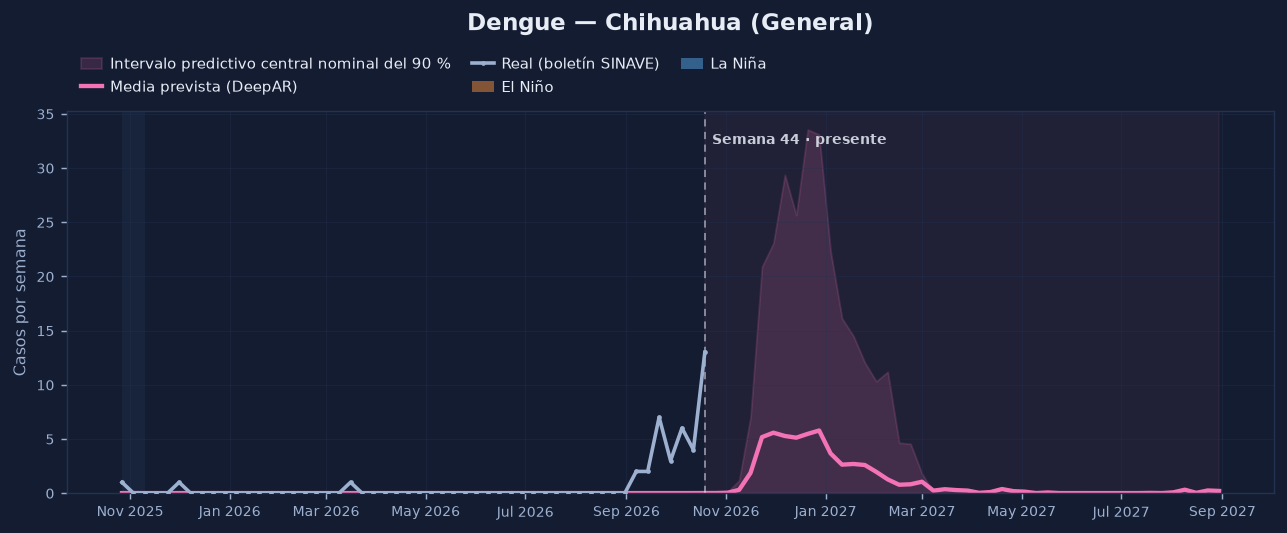 Dengue — Chihuahua (General)
Intervalo predictivo central nominal del 90 %
Real (boletín SINAVE)
La Niña
Media prevista (DeepAR)
El Niño
Semana 44 · presente
Casos por semana
35
30
25
20
15
10
5
0
Nov 2025
Jan 2026
Mar 2026
May 2026
Jul 2026
Sep 2026
Nov 2026
Jan 2027
Mar 2027
May 2027
Jul 2027
Sep 2027